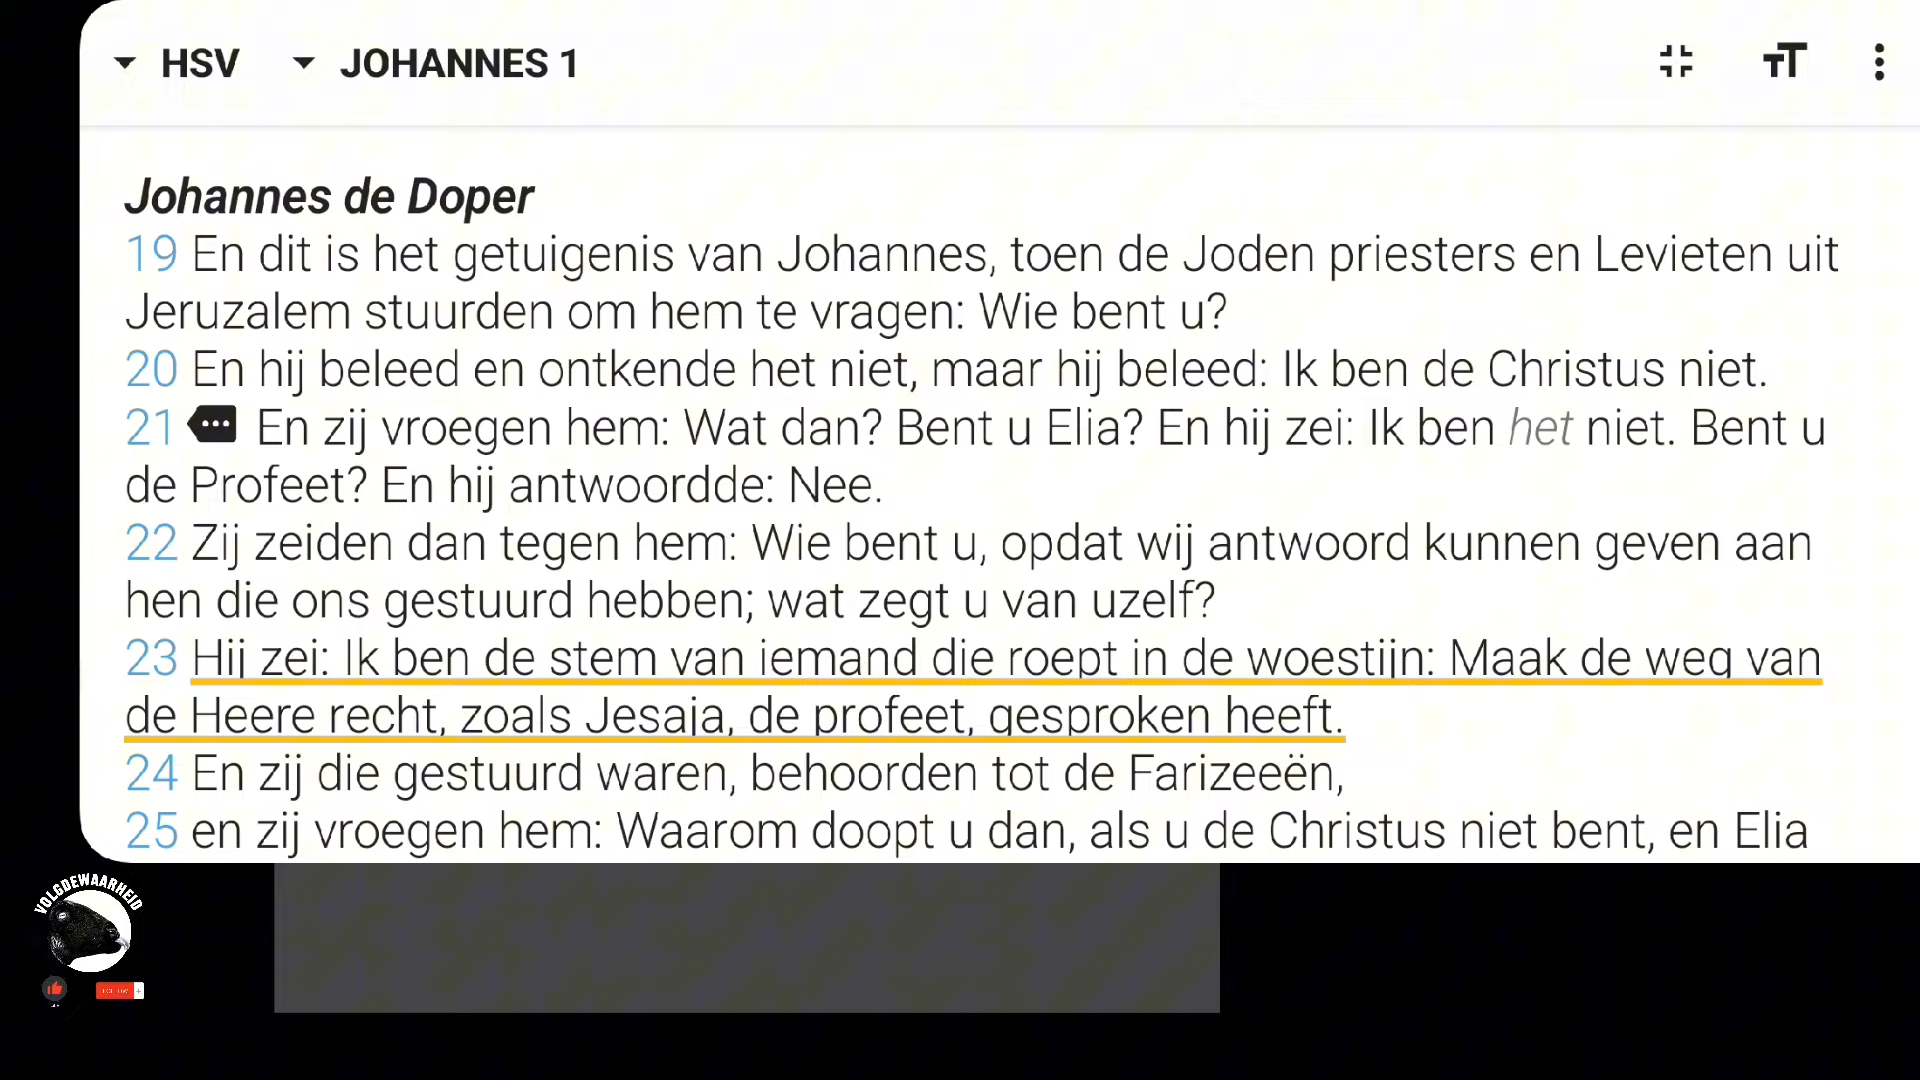 HSV JOHANNES 1
Johannes de Doper
19 En dit is het getuigenis van Johannes, toen de Joden priesters en Levieten uit
Jeruzalem stuurden om hem te vragen: Wie bent u?
20 En hij beleed en ontkende het niet, maar hij beleed: Ik ben de Christus niet.
21 En zij vroegen hem: Wat dan? Bent u Elia? En hij zei: Ik ben het niet. Bent u
de Profeet? En hij antwoordde: Nee.
22 Zij zeiden dan tegen hem: Wie bent u, opdat wij antwoord kunnen geven aan
hen die ons gestuurd hebben; wat zegt u van uzelf?
23 Hij zei: Ik ben de stem van iemand die roept in de woestijn: Maak de weg van
de Heere recht, zoals Jesaja, de profeet, gesproken heeft.
24 En zij die gestuurd waren, behoorden tot de Farizeeën,
25 en zij vroegen hem: Waarom doopt u dan, als u de Christus niet bent, en Elia
VOLGDEWAARHEID